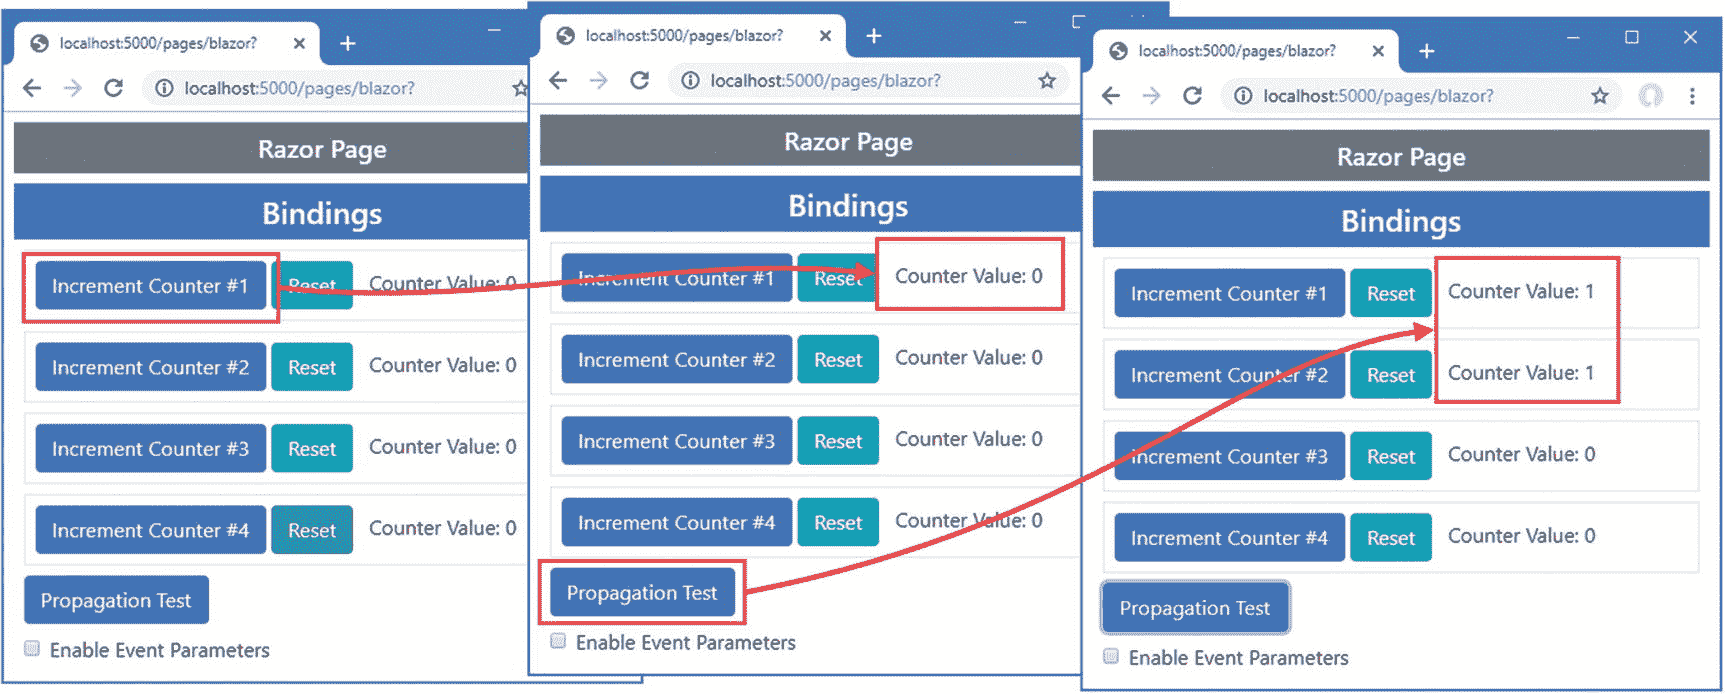 localhost:5000/pages/blazor?
localhost:5000/pages/blazor?
Razor Page
Bindings
Increment Counter #1 Reset Counter Value: 0
Increment Counter #2 Reset Counter Value: 0
Increment Counter #3 Reset Counter Value: 0
Increment Counter #4 Reset Counter Value: 0
Propagation Test
Enable Event Parameters
localhost:5000/pages/blazor?
localhost:5000/pages/blazor?
Razor Page
Bindings
Increment Counter #1 Reset Counter Value: 0
Increment Counter #2 Reset Counter Value: 0
Increment Counter #3 Reset Counter Value: 0
Increment Counter #4 Reset Counter Value: 0
Propagation Test
Enable Event Parameters
localhost:5000/pages/blazor?
localhost:5000/pages/blazor?
Razor Page
Bindings
Increment Counter #1 Reset Counter Value: 1
Increment Counter #2 Reset Counter Value: 1
Increment Counter #3 Reset Counter Value: 0
Increment Counter #4 Reset Counter Value: 0
Propagation Test
Enable Event Parameters